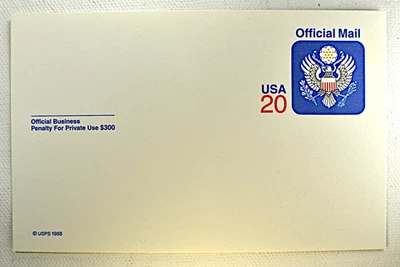 Official Mail
USA
20
Official Business
Penalty For Private Use $300
© USPS 1988